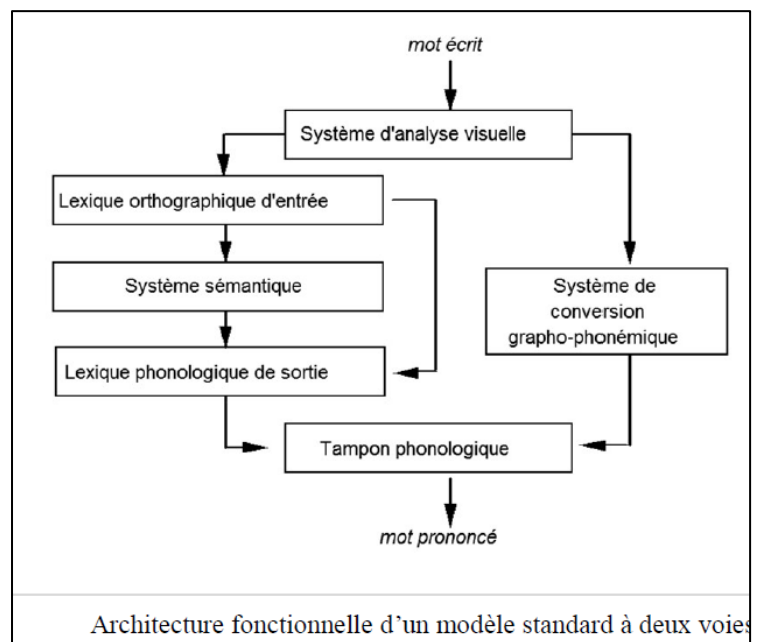 mot écrit
Système d'analyse visuelle
Lexique orthographique d'entrée
Système sémantique
Lexique phonologique de sortie
Système de
conversion
grapho-phonémique
Tampon phonologique
mot prononcé
Architecture fonctionnelle d'un modèle standard à deux voies